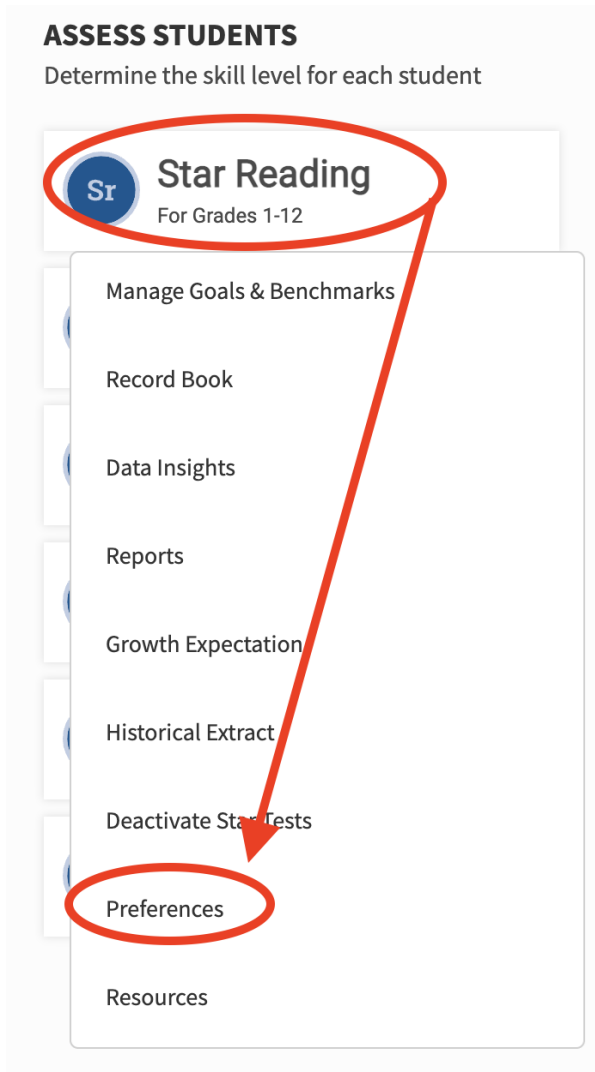 ASSESS STUDENTS
Determine the skill level for each student
Sr
Star Reading
For Grades 1-12
Manage Goals & Benchmarks
Record Book
Data Insights
Reports
Growth Expectation
Historical Extract
Deactivate Star Tests
Preferences
Resources